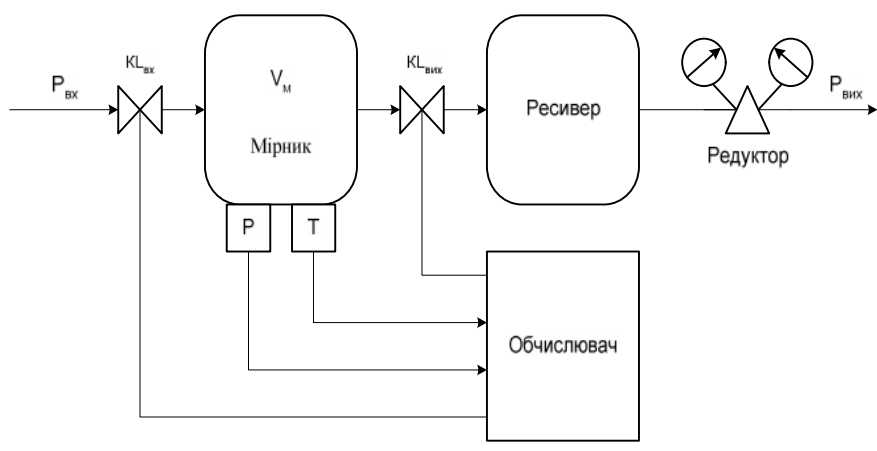 Pвх
KLвх
Vм
Мірник
KLвих
Ресивер
Pвих
Редуктор
P
T
Обчислювач